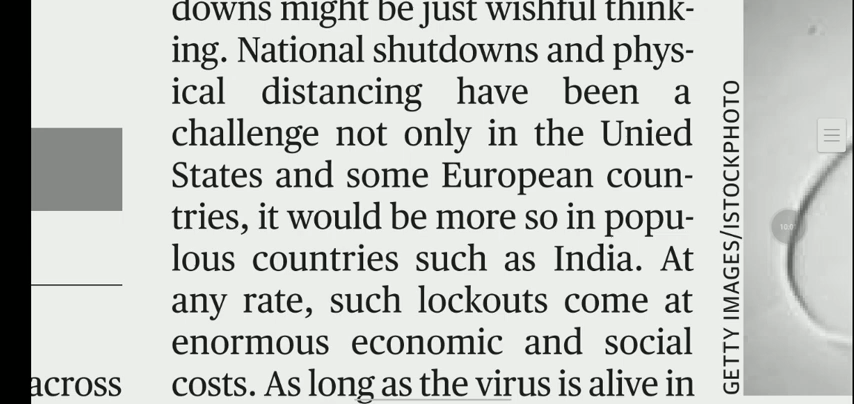 downs might be just wishful think-
ing. National shutdowns and phys-
ical distancing have been a
challenge not only in the Unied
States and some European coun-
tries, it would be more so in popu-
lous countries such as India. At
any rate, such lockouts come at
enormous economic and social
costs. As long as the virus is alive in
across
GETTY IMAGES/ISTOCKPHOTO